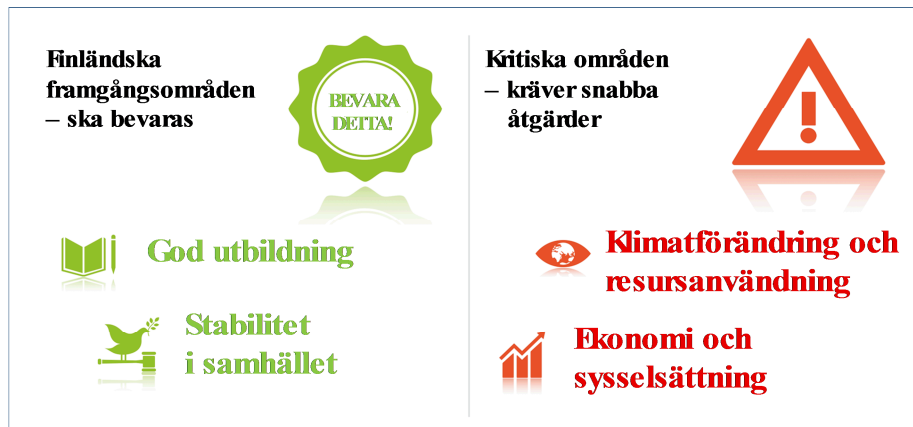 Finländska
framgångsområden
– ska bevaras
BEVARA
DETTA!
God utbildning
Stabilitet
i samhället
Kritiska områden
– kräver snabba
åtgärder
Klimatförändring och
resursanvändning
Ekonomi och
sysselsättning